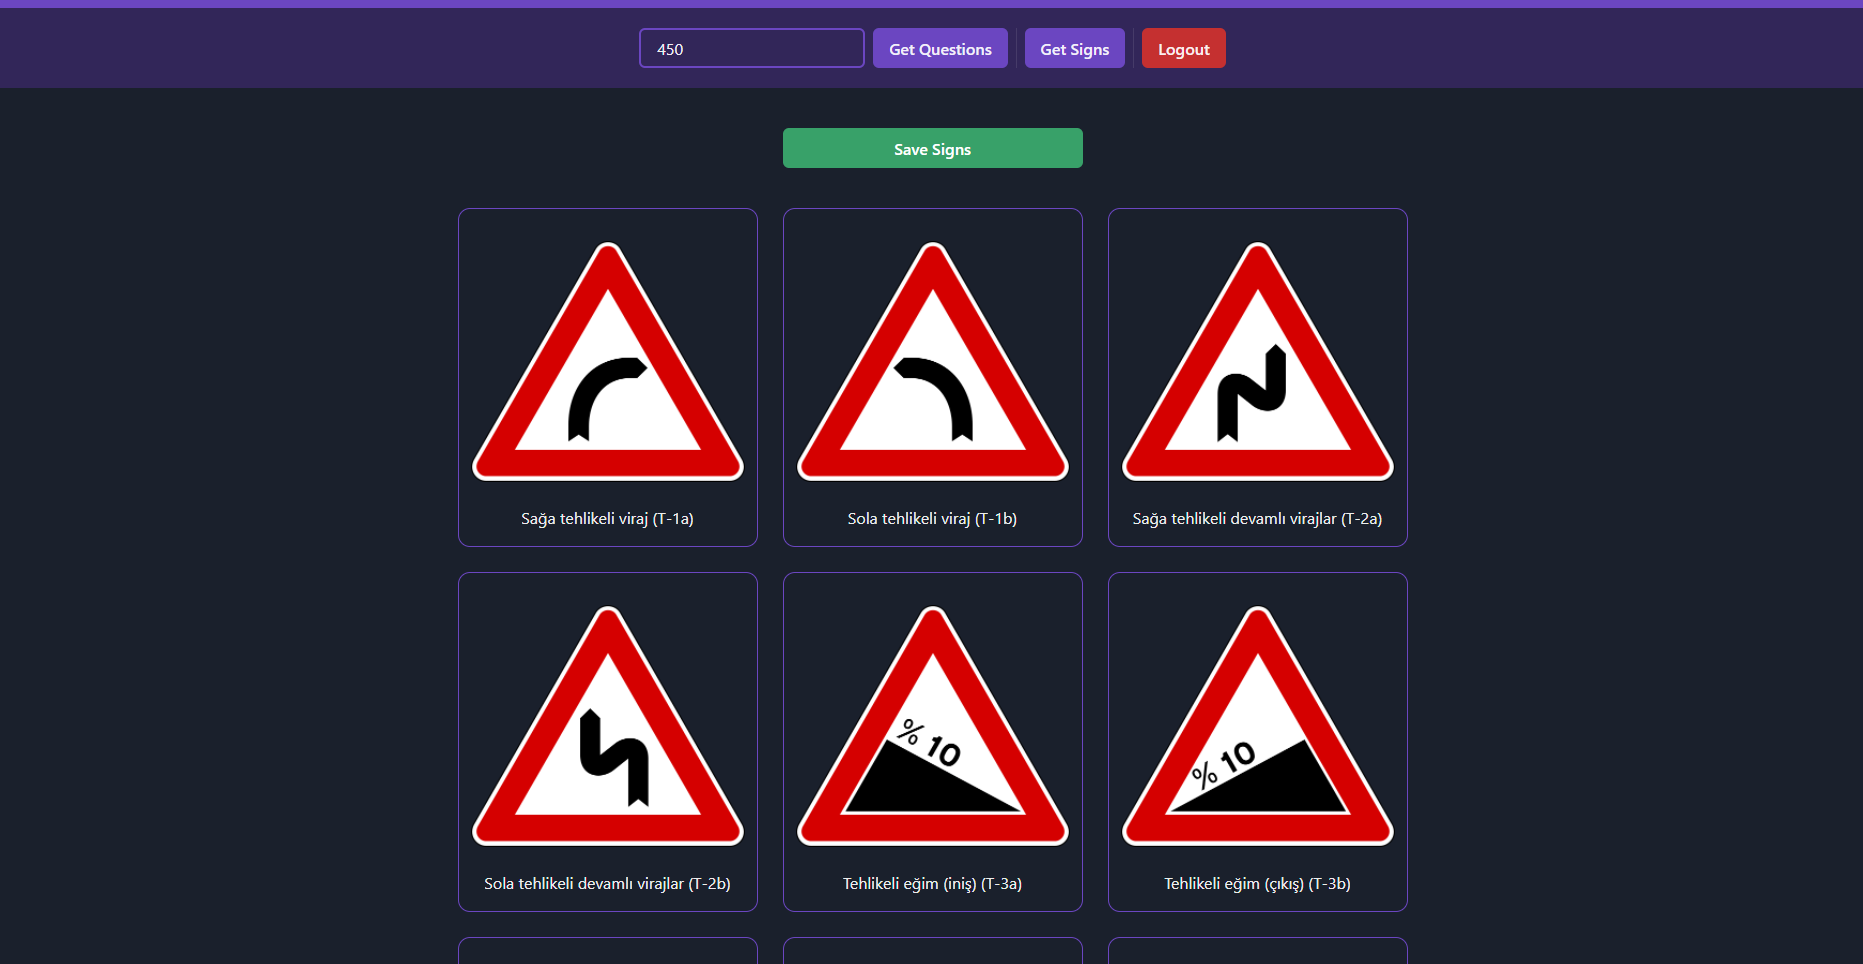 450
Get Questions
Get Signs
Logout
Save Signs
Sağa tehlikeli viraj (T-1a)
Sola tehlikeli viraj (T-1b)
Sağa tehlikeli devamlı virajlar (T-2a)
% 10
% 10
Sola tehlikeli devamlı virajlar (T-2b)
Tehlikeli eğim (iniş) (T-3a)
Tehlikeli eğim (çıkış) (T-3b)